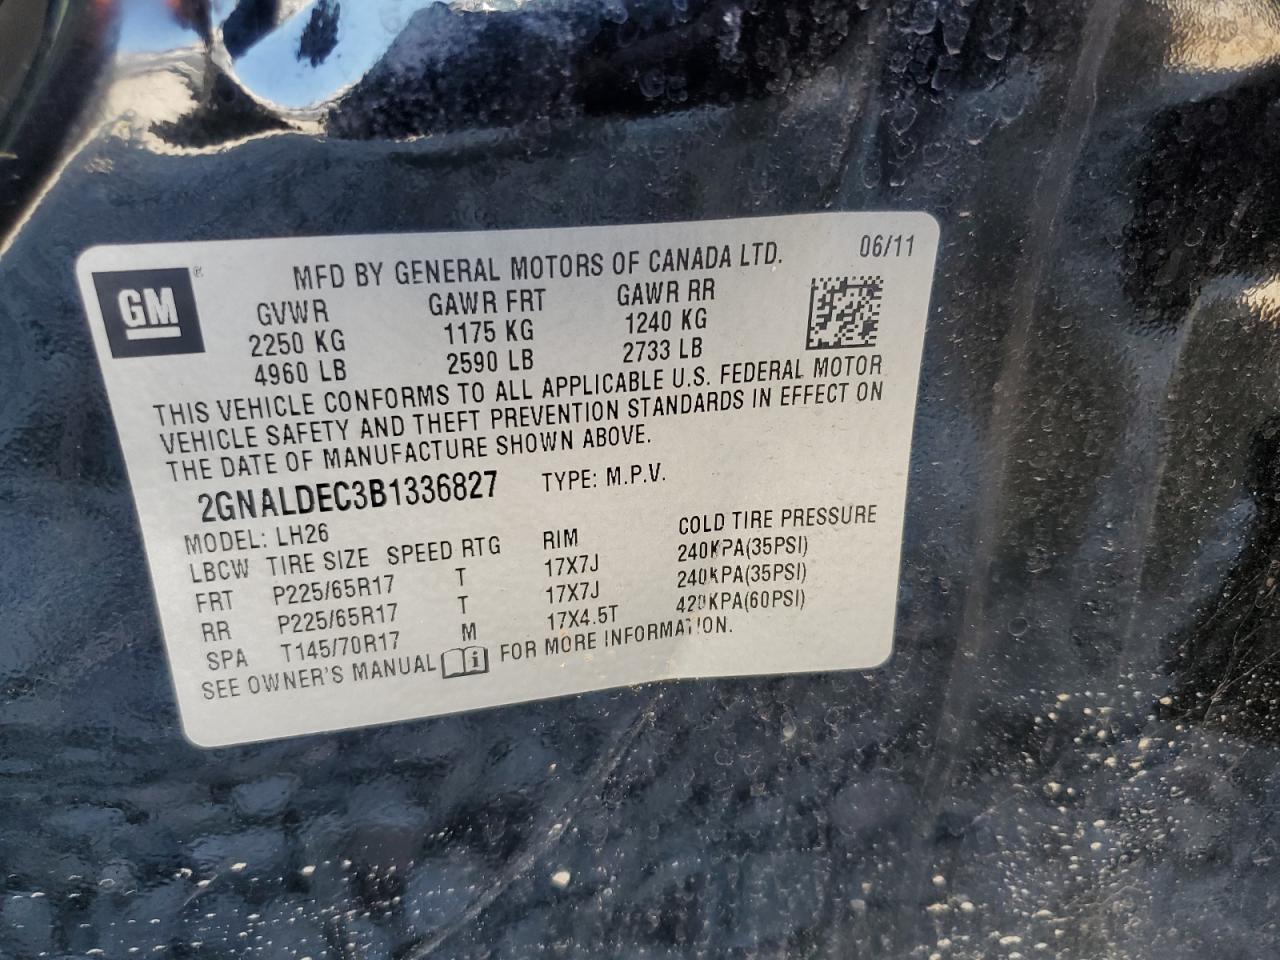 GM ®
MFD BY GENERAL MOTORS OF CANADA LTD. 06/11
GVWR GAWR FRT GAWR RR
2250 KG 1175 KG 1240 KG
4960 LB 2590 LB 2733 LB
THIS VEHICLE CONFORMS TO ALL APPLICABLE U.S. FEDERAL MOTOR
VEHICLE SAFETY AND THEFT PREVENTION STANDARDS IN EFFECT ON
THE DATE OF MANUFACTURE SHOWN ABOVE.
2GNALDEC3B1336827 TYPE: M.P.V.
MODEL: LH26
LBCW TIRE SIZE SPEED RTG RIM COLD TIRE PRESSURE
FRT P225/65R17 T 17X7J 240KPA(35PSI)
RR P225/65R17 T 17X7J 240KPA(35PSI)
SPA T145/70R17 M 17X4.5T 420KPA(60PSI)
SEE OWNER'S MANUAL i FOR MORE INFORMATION.